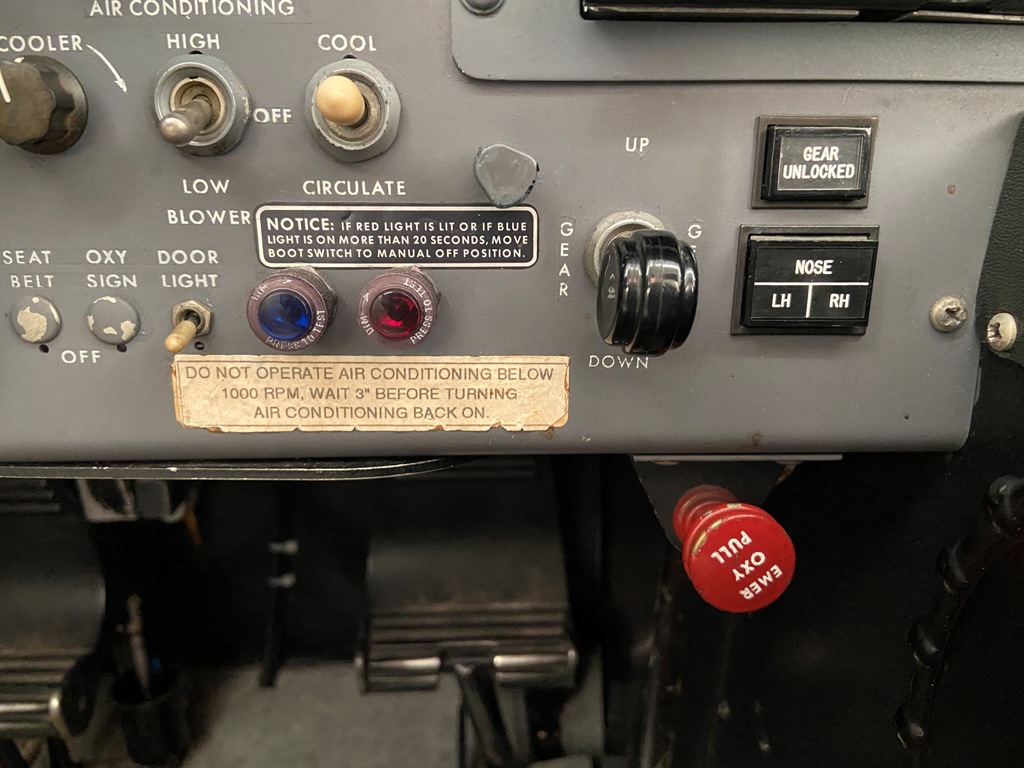 AIR CONDITIONING
COOLER
HIGH
COOL
OFF
LOW
CIRCULATE
BLOWER
NOTICE: IF RED LIGHT IS LIT OR IF BLUE
LIGHT IS ON MORE THAN 20 SECONDS, MOVE
BOOT SWITCH TO MANUAL OFF POSITION.
SEAT
BELT
OXY
SIGN
DOOR
LIGHT
OFF
DIM
PRESS TO TEST
DIM
PRESS TO TEST
DO NOT OPERATE AIR CONDITIONING BELOW
1000 RPM, WAIT 3" BEFORE TURNING
AIR CONDITIONING BACK ON.
UP
GEAR
DOWN
GEAR
UNLOCKED
NOSE
LH
RH
EMER
OXY
PULL